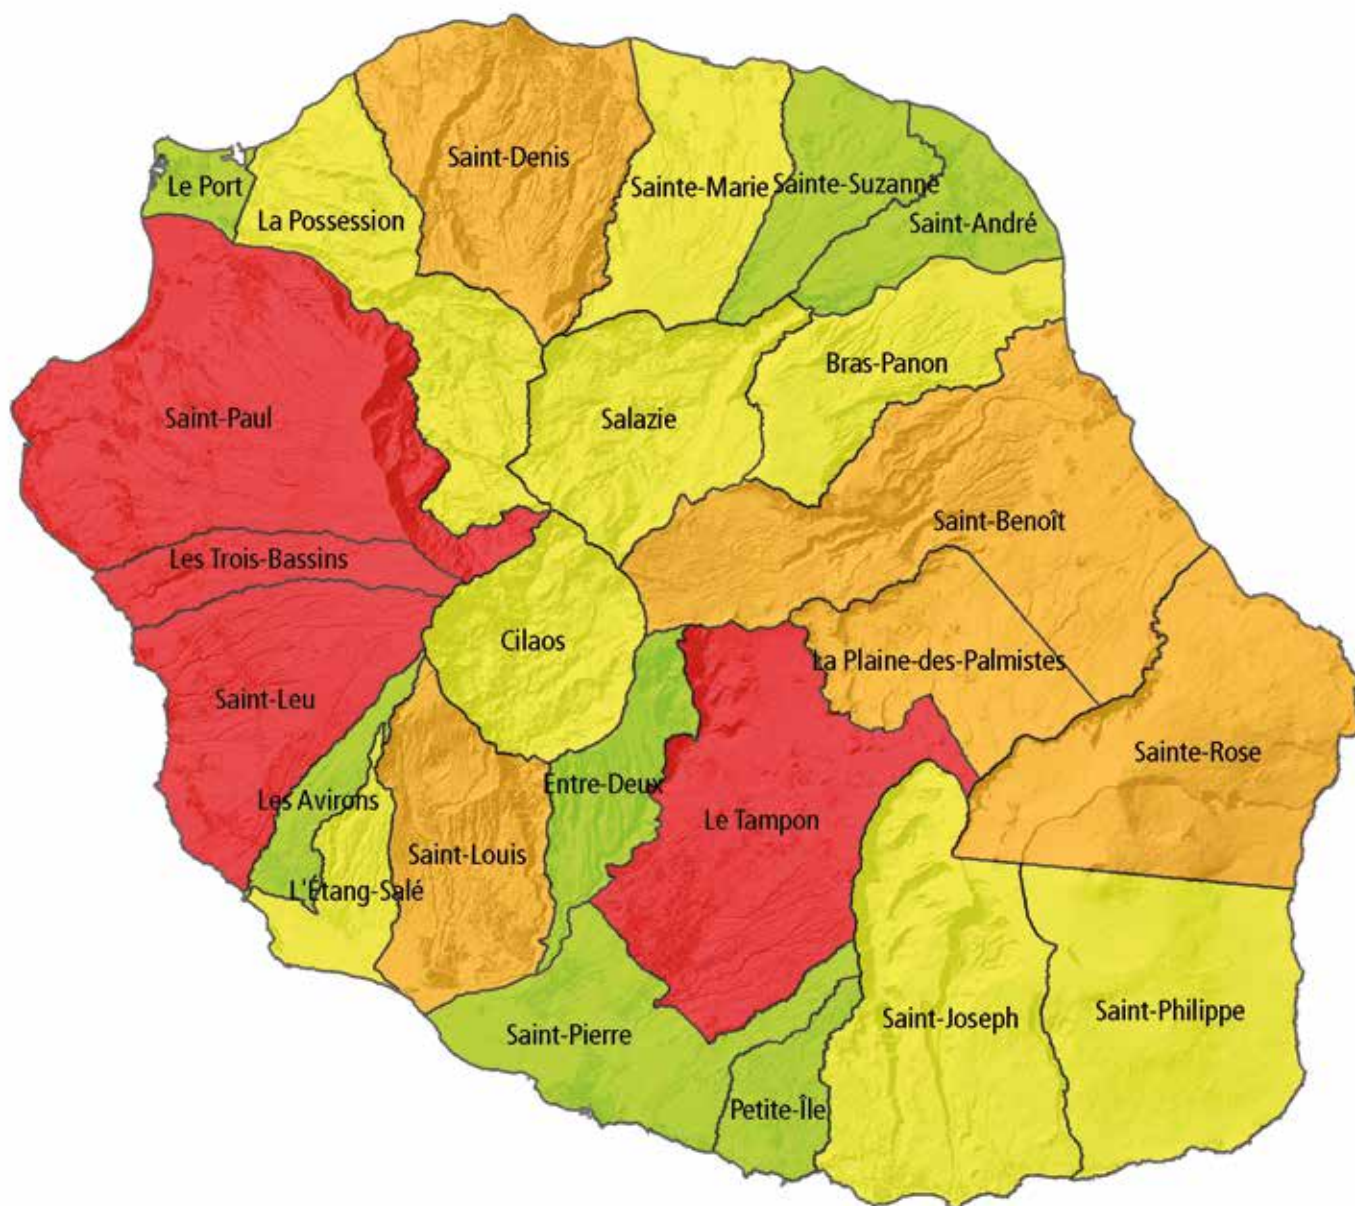 Saint-Denis
Le Port
Sainte-Marie
Sainte-Suzanne
La Possession
Saint-André
Bras-Panon
Saint-Paul
Salazie
Saint-Benoît
Les Trois-Bassins
Cilaos
La Plaine-des-Palmistes
Saint-Leu
Sainte-Rose
Entre-Deux
Les Avirons
Le Tampon
Saint-Louis
L'Étang-Salé
Saint-Philippe
Saint-Joseph
Saint-Pierre
Petite-Île